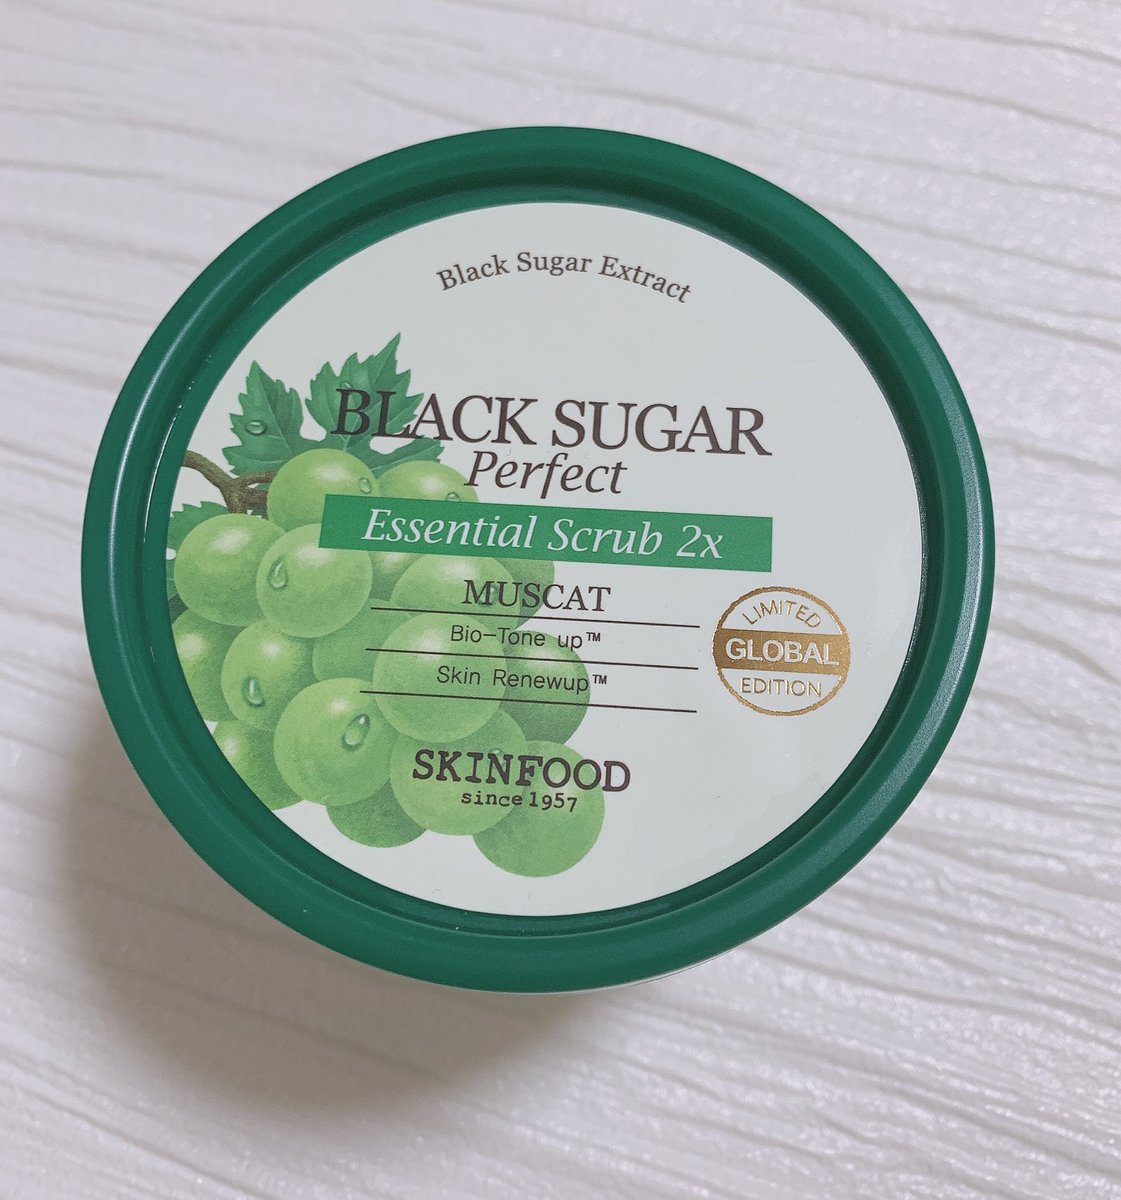 Black Sugar Extract
BLACK SUGAR
Perfect
Essential Scrub 2x
MUSCAT
Bio-Tone up™
Skin Renewup™
LIMITED
GLOBAL
EDITION
SKINFOOD
since 1957